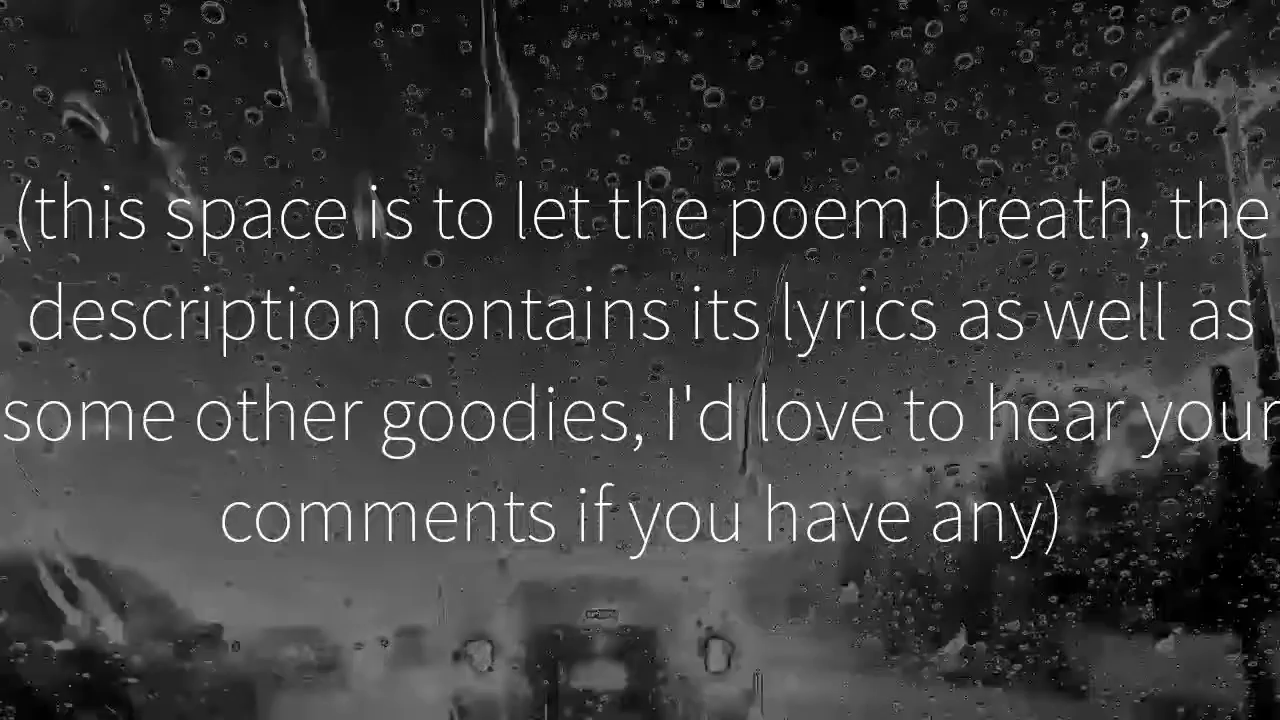 (this space is to let the poem breath, the
description contains its lyrics as well as
some other goodies, I'd love to hear your
comments if you have any)